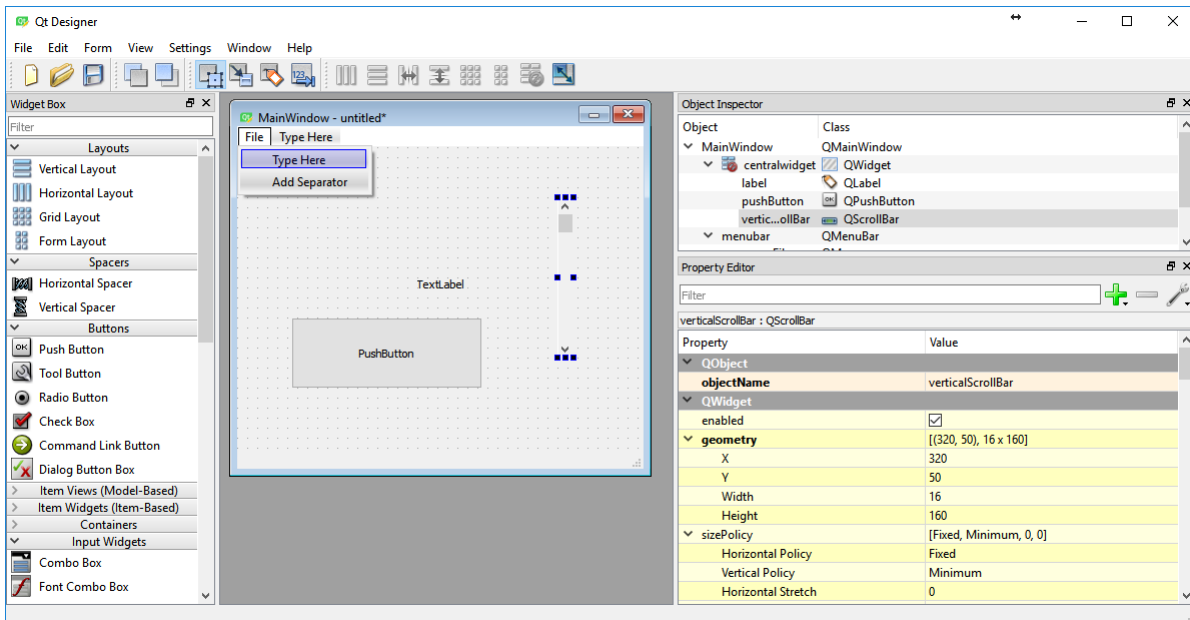 Qt Designer
File Edit Form View Settings Window Help
Widget Box
Filter
Layouts
Vertical Layout
Horizontal Layout
Grid Layout
Form Layout
Spacers
Horizontal Spacer
Vertical Spacer
Buttons
OK Push Button
Tool Button
Radio Button
Check Box
Command Link Button
Dialog Button Box
Item Views (Model-Based)
Item Widgets (Item-Based)
Containers
Input Widgets
Combo Box
Font Combo Box
MainWindow - untitled*
File Type Here
Type Here
Add Separator
TextLabel
PushButton
Object Inspector
Object Class
MainWindow QMainWindow
centralwidget QWidget
label QLabel
pushButton QPushButton
vertic...ollBar QScrollBar
menubar QMenuBar
Property Editor
Filter
verticalScrollBar : QScrollBar
Property Value
QObject
objectName verticalScrollBar
QWidget
enabled
geometry [(320, 50), 16 x 160]
X 320
Y 50
Width 16
Height 160
sizePolicy [Fixed, Minimum, 0, 0]
Horizontal Policy Fixed
Vertical Policy Minimum
Horizontal Stretch 0